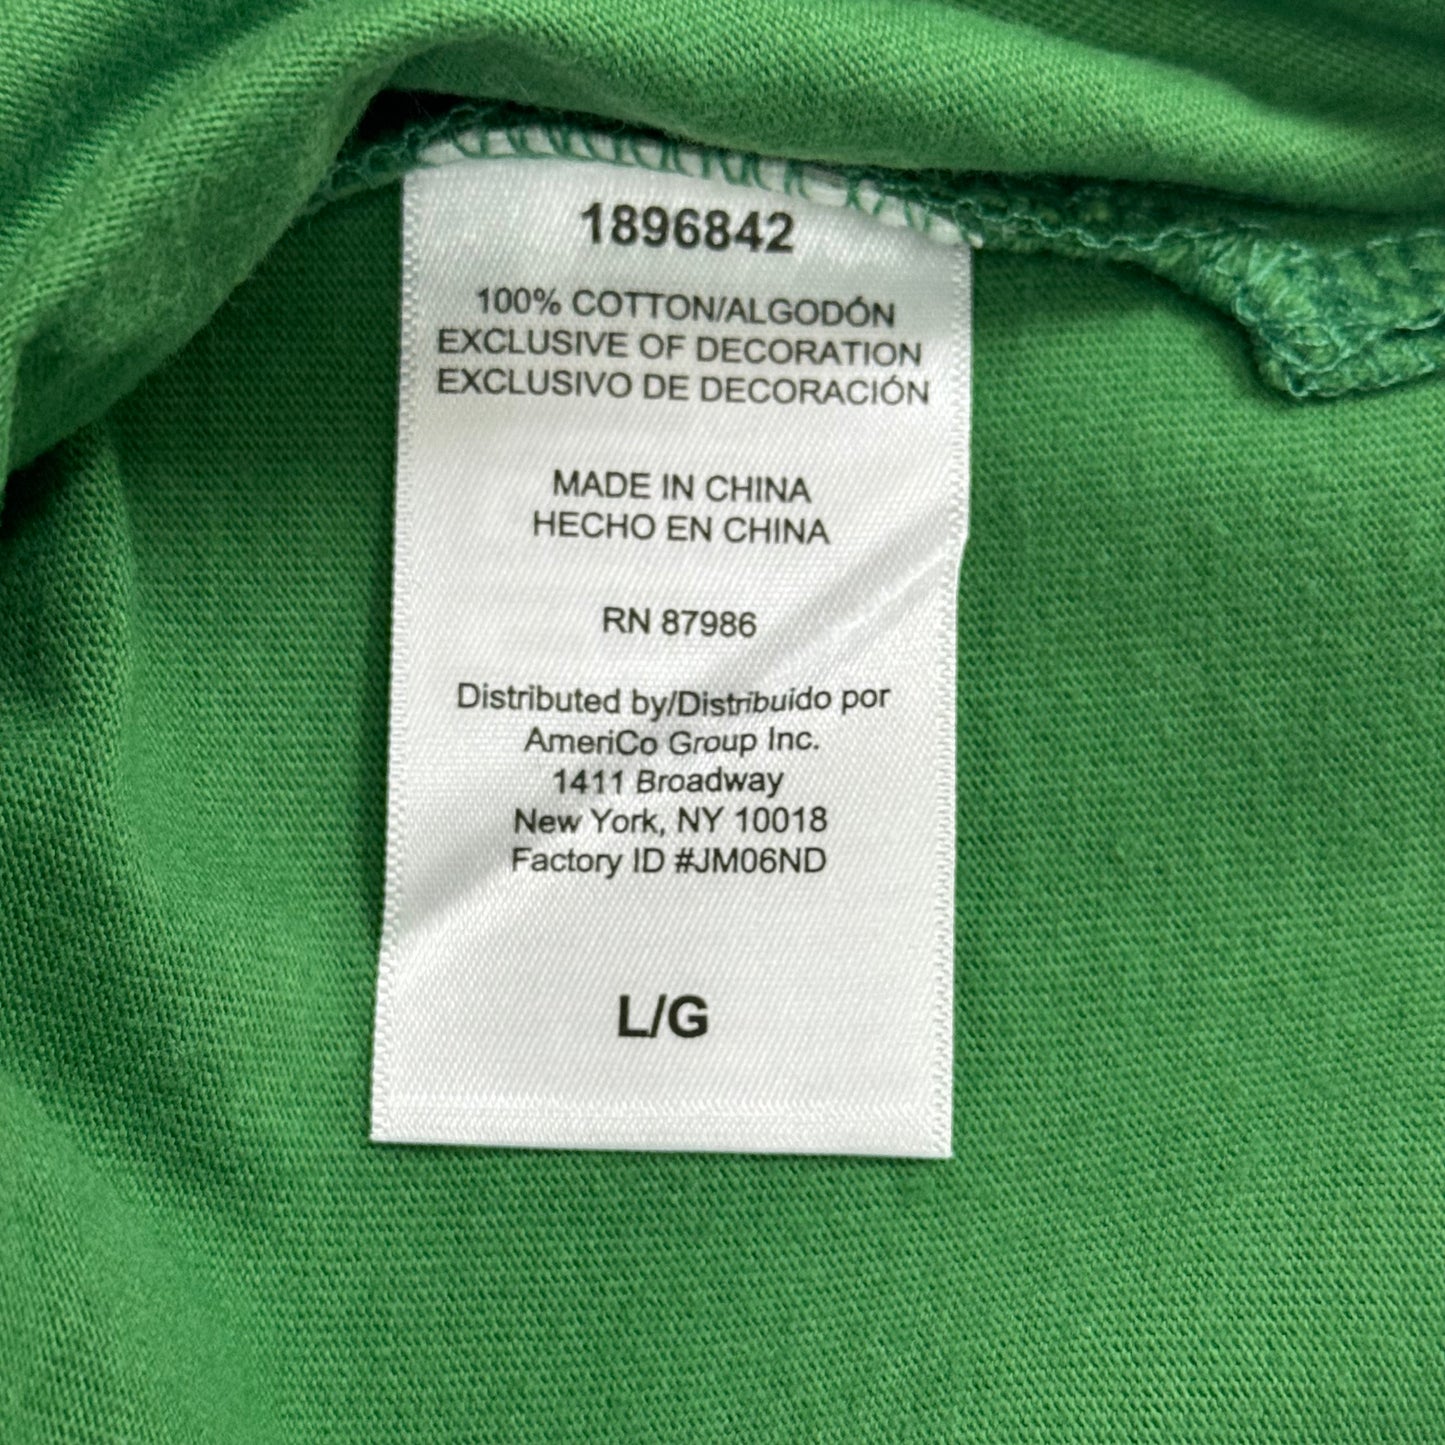 1896842
100% COTTON/ALGODÓN
EXCLUSIVE OF DECORATION
EXCLUSIVO DE DECORACIÓN
MADE IN CHINA
HECHO EN CHINA
RN 87986
Distributed by/Distribuido por
AmeriCo Group Inc.
1411 Broadway
New York, NY 10018
Factory ID #JM06ND
L/G